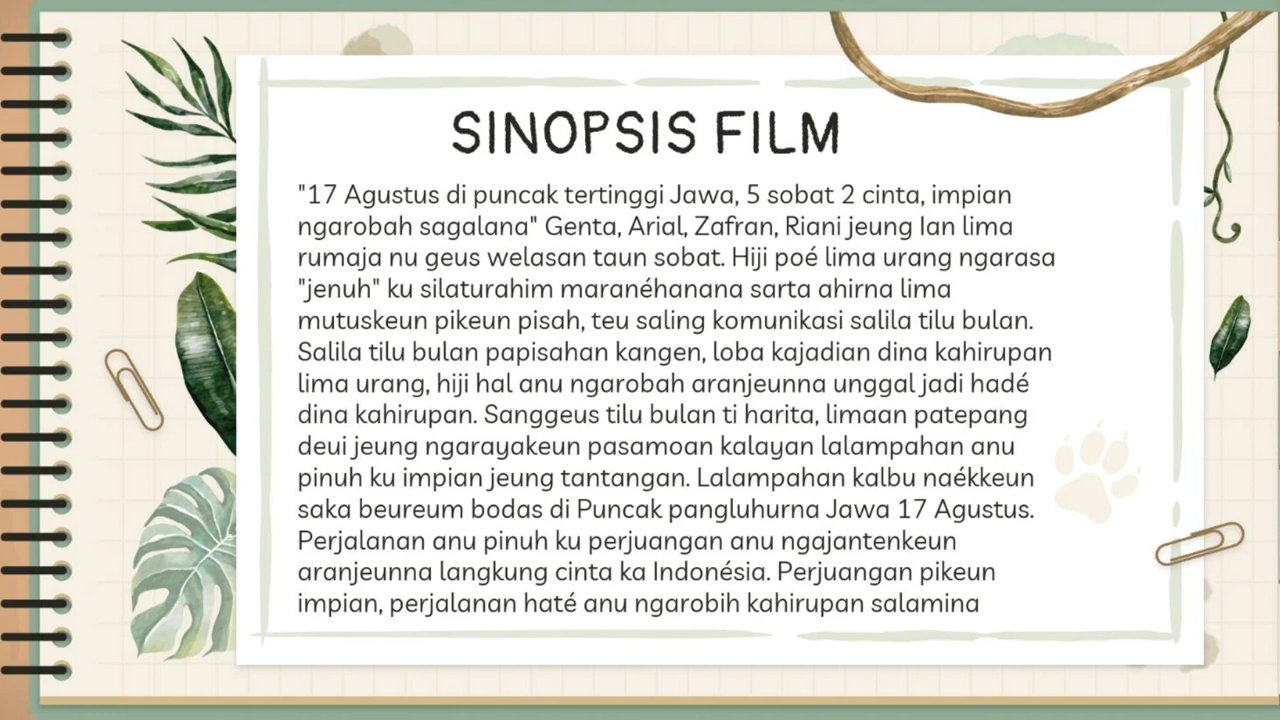 SINOPSIS FILM
"17 Agustus di puncak tertinggi Jawa, 5 sobat 2 cinta, impian
ngarobah sagalana" Genta, Arial, Zafran, Riani jeung Ian lima
rumaja nu geus welasan taun sobat. Hiji poé lima urang ngarasa
"jenuh" ku silaturahim maranéhanana sarta ahirna lima
mutuskeun pikeun pisah, teu saling komunikasi salila tilu bulan.
Salila tilu bulan papisahan kangen, loba kajadian dina kahirupan
lima urang, hiji hal anu ngarobah aranjeunna unggal jadi hadé
dina kahirupan. Sanggeus tilu bulan ti harita, limaan patepang
deui jeung ngarayakeun pasamoan kalayan lalampahan anu
pinuh ku impian jeung tantangan. Lalampahan kalbu naékkeun
saka beureum bodas di Puncak pangluhurna Jawa 17 Agustus.
Perjalanan anu pinuh ku perjuangan anu ngajantenkeun
aranjeunna langkung cinta ka Indonésia. Perjuangan pikeun
impian, perjalanan haté anu ngarobih kahirupan salamina